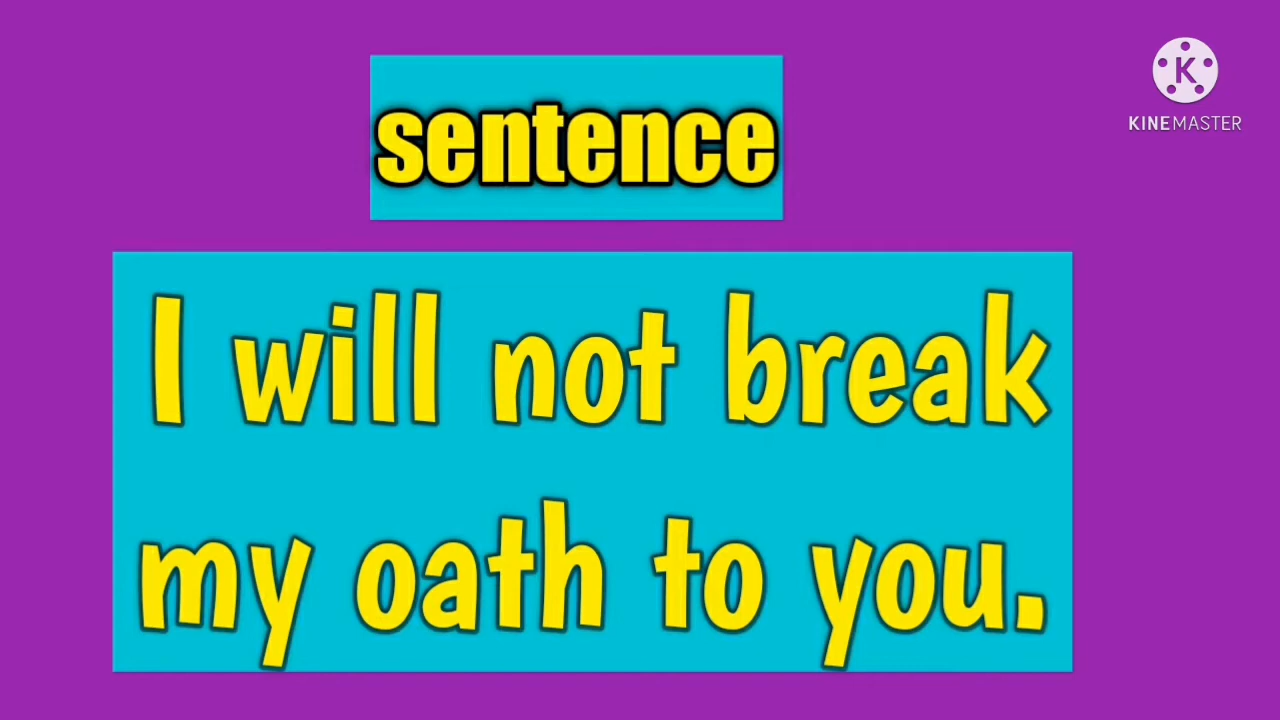 sentence
K
KINEMASTER
I will not break
my oath to you.